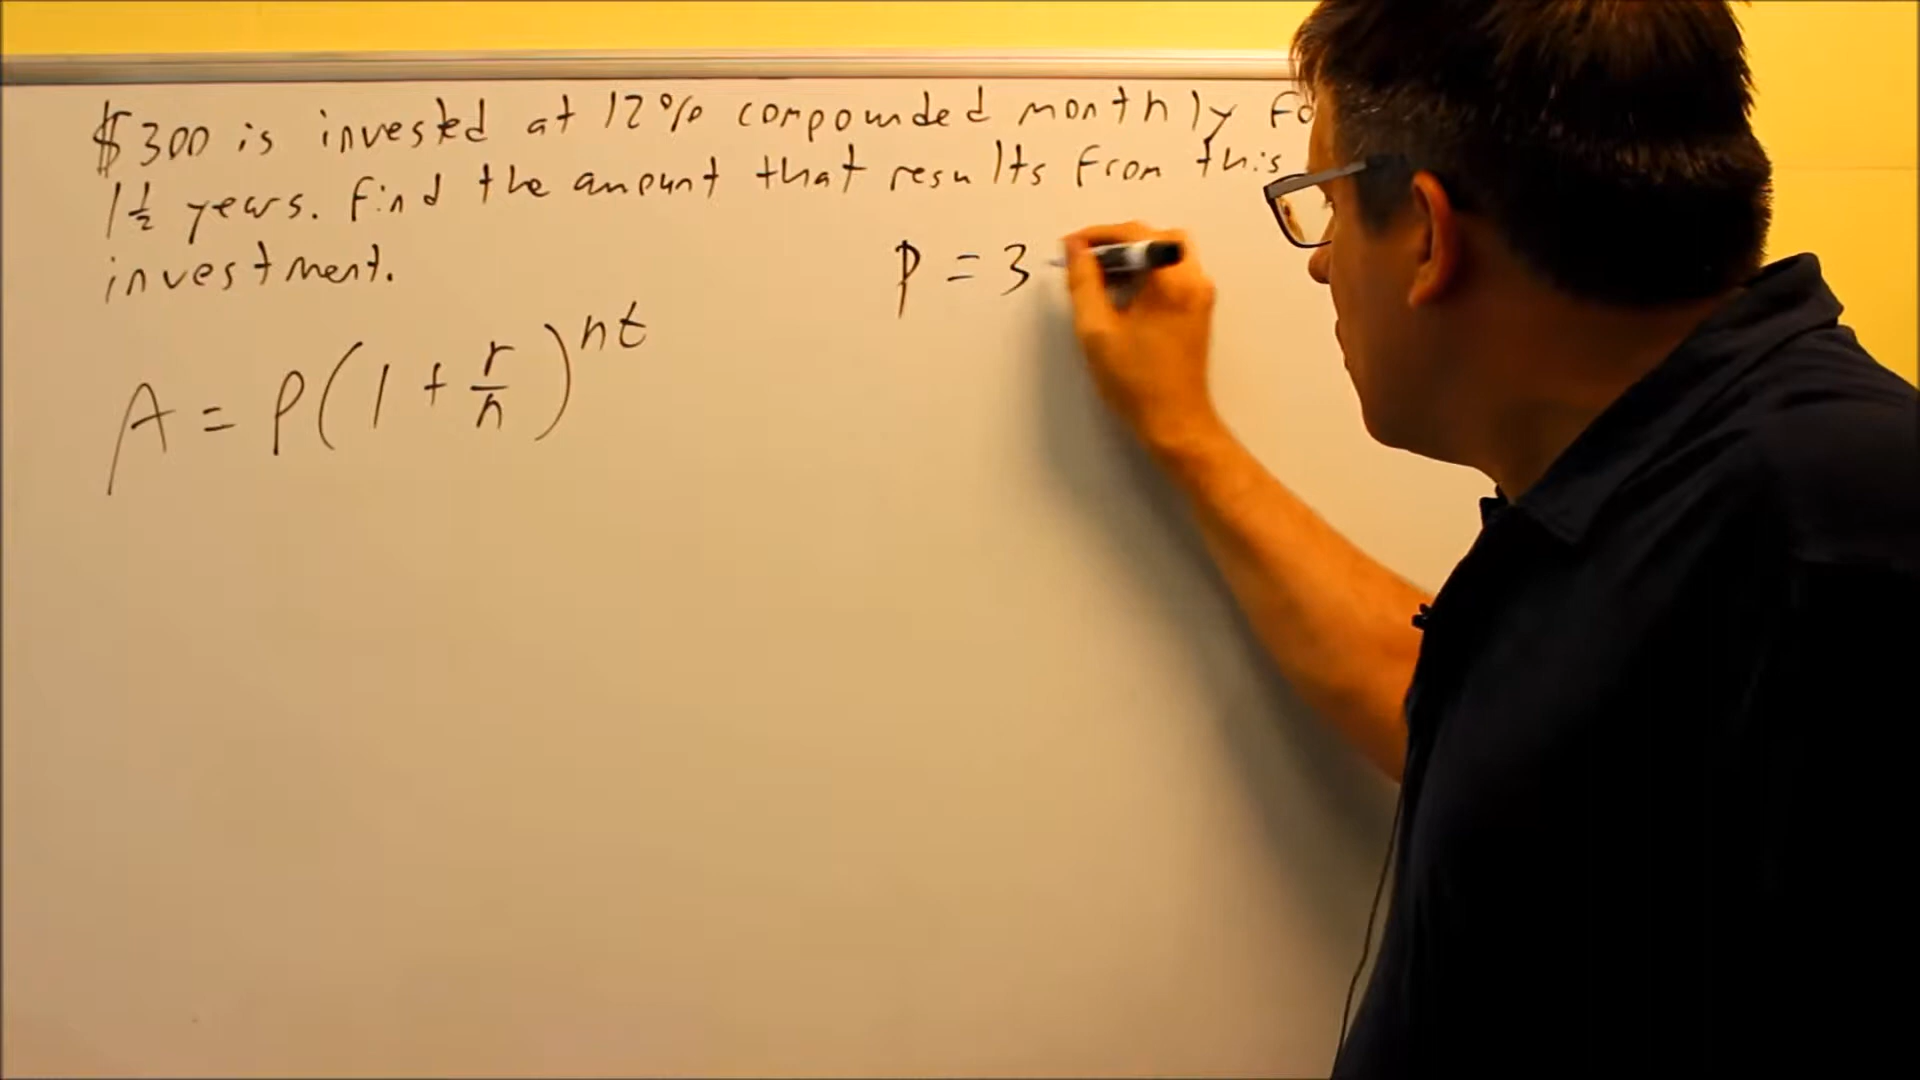 $300 is invested at 12% compounded monthly Fo
1½ years. Find the amount that results from this
investment.
P = 3
A = P(1 + r/n)^nt